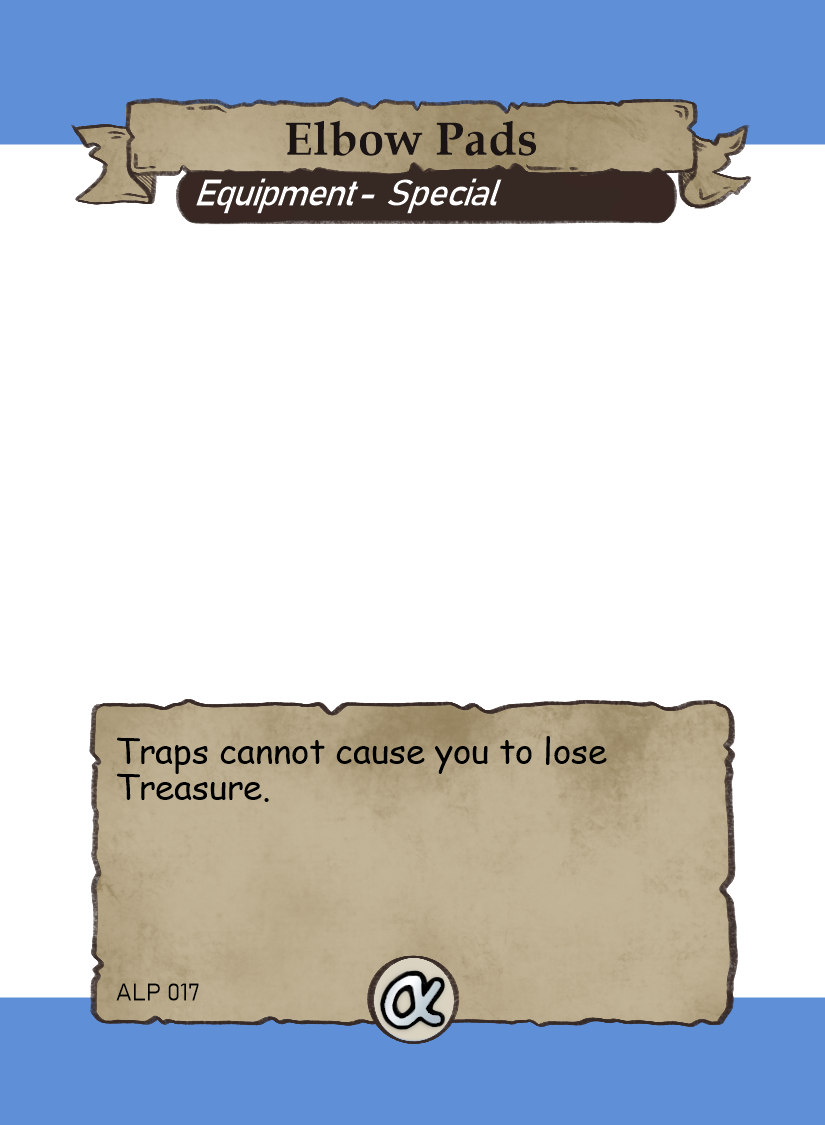 Elbow Pads
Equipment - Special
Traps cannot cause you to lose
Treasure.
ALP 017
α